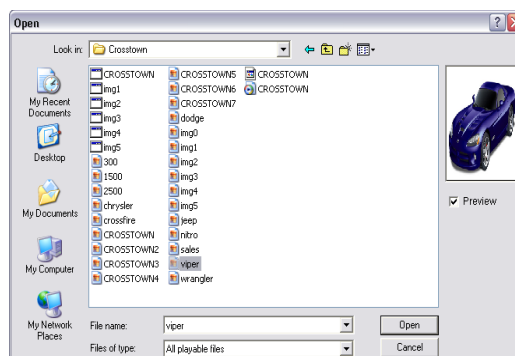 Open
Look in:
Crosstown
My Recent
Documents
Desktop
My Documents
My Computer
My Network
Places
CROSSTOWN
img1
img2
img3
img4
img5
300
1500
2500
chrysler
crossfire
CROSSTOWN
CROSSTOWN2
CROSSTOWN3
CROSSTOWN4
CROSSTOWN5
CROSSTOWN6
CROSSTOWN7
dodge
img0
img1
img2
img3
img4
img5
jeep
nitro
sales
viper
wrangler
CROSSTOWN
CROSSTOWN
Preview
File name:
viper
Open
Files of type:
All playable files
Cancel